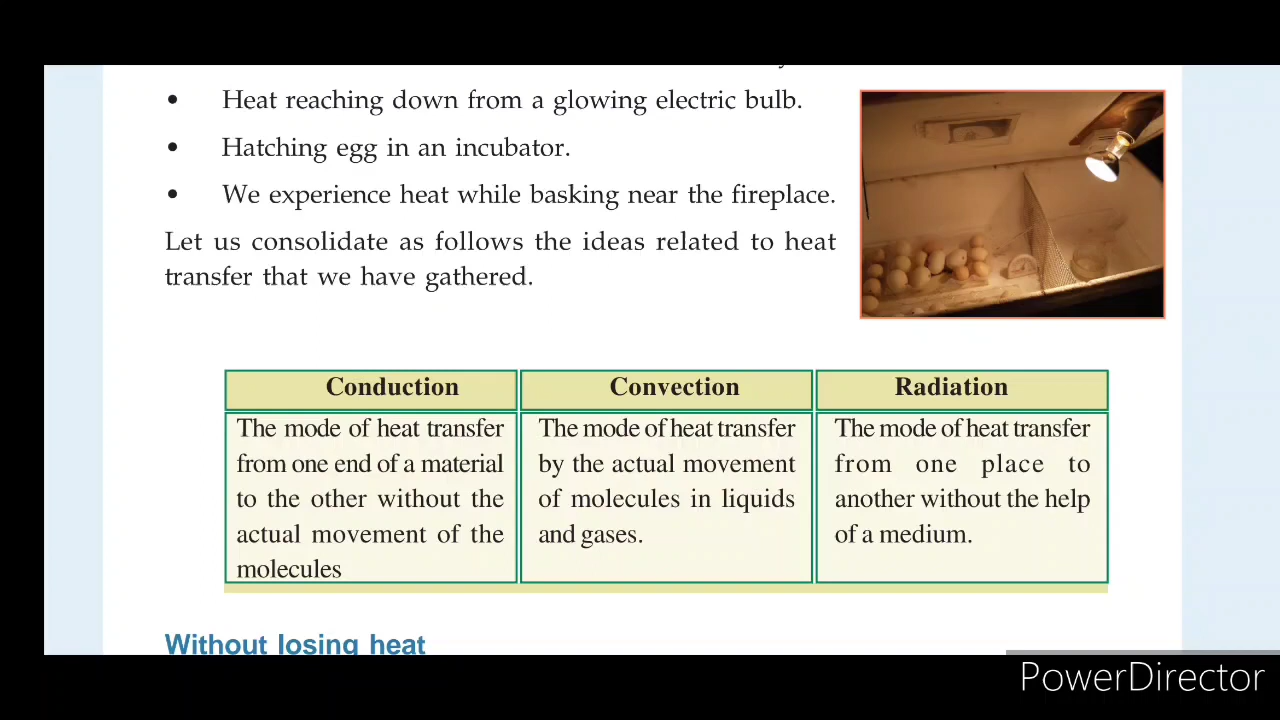 • Heat reaching down from a glowing electric bulb.
• Hatching egg in an incubator.
• We experience heat while basking near the fireplace.
Let us consolidate as follows the ideas related to heat
transfer that we have gathered.
Conduction
The mode of heat transfer
from one end of a material
to the other without the
actual movement of the
molecules
Convection
The mode of heat transfer
by the actual movement
of molecules in liquids
and gases.
Radiation
The mode of heat transfer
from one place to
another without the help
of a medium.
Without losing heat
PowerDirector